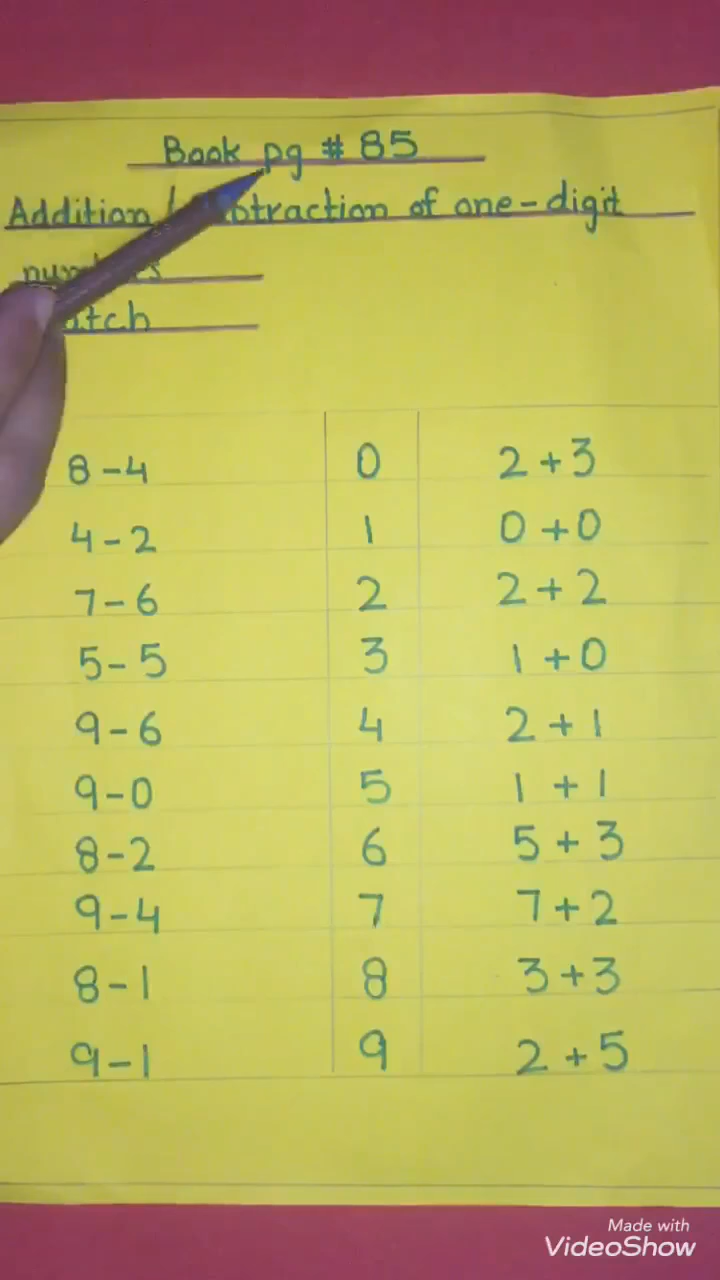 Book pg # 85
Addition / Subtraction of one-digit
numbers
Match
8-4 0 2+3
4-2 1 0+0
7-6 2 2+2
5-5 3 1+0
9-6 4 2+1
9-0 5 1+1
8-2 6 5+3
9-4 7 7+2
8-1 8 3+3
9-1 9 2+5
Made with
VideoShow